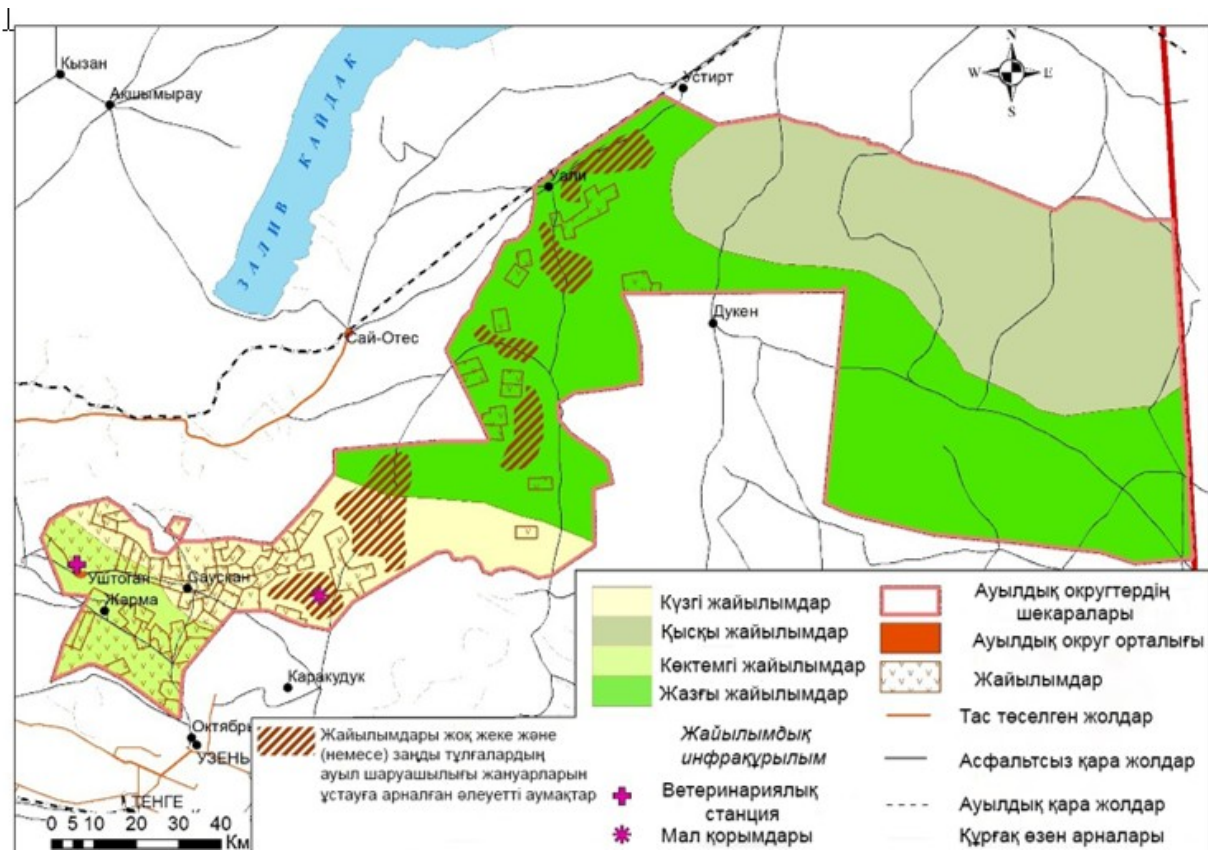 Кызан
Акшымырау
ЗАЛИВ КАЙДАК
Устирт
N
W E
S
Уали
Сай-Отес
Дукен
Уштоган
Саускан
Жарма
Каракудук
Октябрь
УЗЕНЬ
ТЕНГЕ
0 5 10 20 30 40
Км
Жайылымдары жоқ жеке және
(немесе) заңды тұлғалардың
ауыл шаруашылығы жануарларын
ұстауға арналған әлеуетті аумақтар
Күзгі жайылымдар
Қысқы жайылымдар
Көктемгі жайылымдар
Жазғы жайылымдар
Жайылымдық
инфрақұрылым
Ветеринариялық
станция
Мал қорымдары
Ауылдық округтердің
шекаралары
Ауылдық округ орталығы
Жайылымдар
Тас төселген жолдар
Асфальтсыз қара жолдар
Ауылдық қара жолдар
Құрғақ өзен арналары